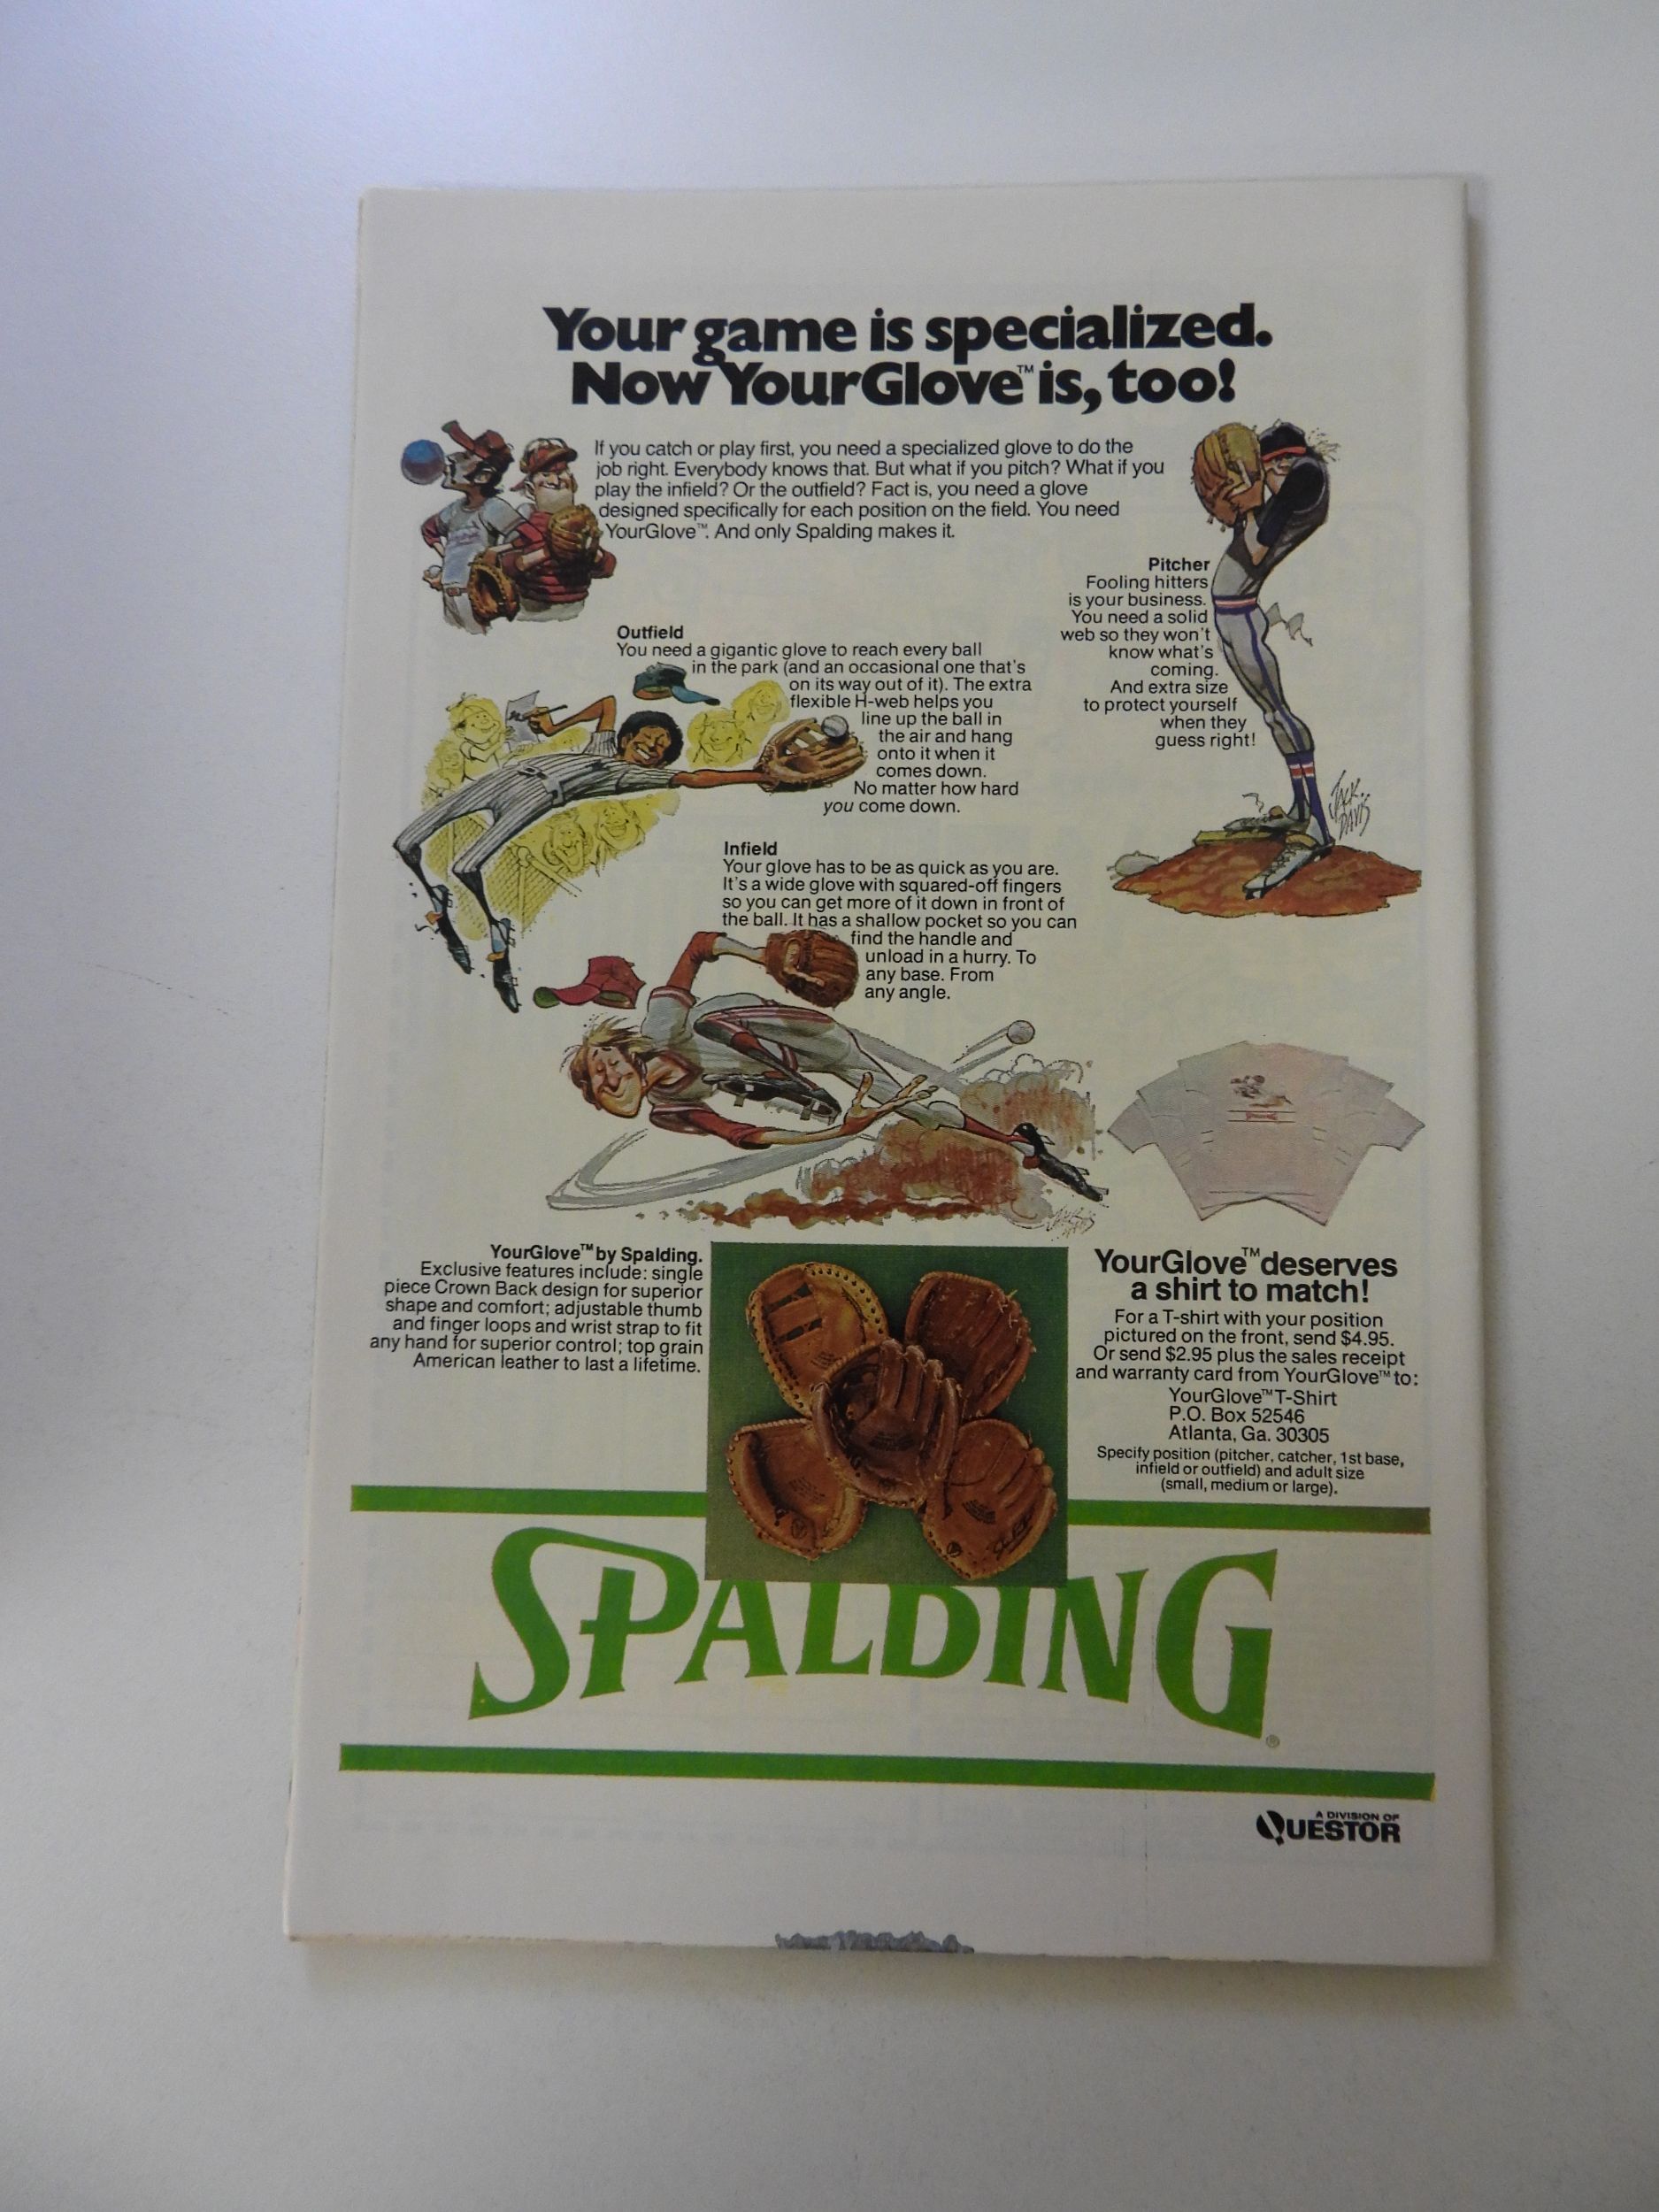 Your game is specialized.
Now YourGlove™ is, too!
If you catch or play first, you need a specialized glove to do the
job right. Everybody knows that. But what if you pitch? What if you
play the infield? Or the outfield? Fact is, you need a glove
designed specifically for each position on the field. You need
YourGlove™. And only Spalding makes it.
Pitcher
Fooling hitters
is your business.
You need a solid
web so they won't
know what's
coming.
And extra size
to protect yourself
when they
guess right!
JACK
DAVIS
Outfield
You need a gigantic glove to reach every ball
in the park (and an occasional one that's
on its way out of it). The extra
flexible H-web helps you
line up the ball in
the air and hang
onto it when it
comes down.
No matter how hard
you come down.
Infield
Your glove has to be as quick as you are.
It's a wide glove with squared-off fingers
so you can get more of it down in front of
the ball. It has a shallow pocket so you can
find the handle and
unload in a hurry. To
any base. From
any angle.
YourGlove™ by Spalding.
Exclusive features include: single
piece Crown Back design for superior
shape and comfort; adjustable thumb
and finger loops and wrist strap to fit
any hand for superior control; top grain
American leather to last a lifetime.
YourGlove™ deserves
a shirt to match!
For a T-shirt with your position
pictured on the front, send $4.95.
Or send $2.95 plus the sales receipt
and warranty card from YourGlove™ to:
YourGlove™ T-Shirt
P.O. Box 52546
Atlanta, Ga. 30305
Specify position (pitcher, catcher, 1st base,
infield or outfield) and adult size
(small, medium or large).
SPALDING®
A DIVISION OF
QUESTOR